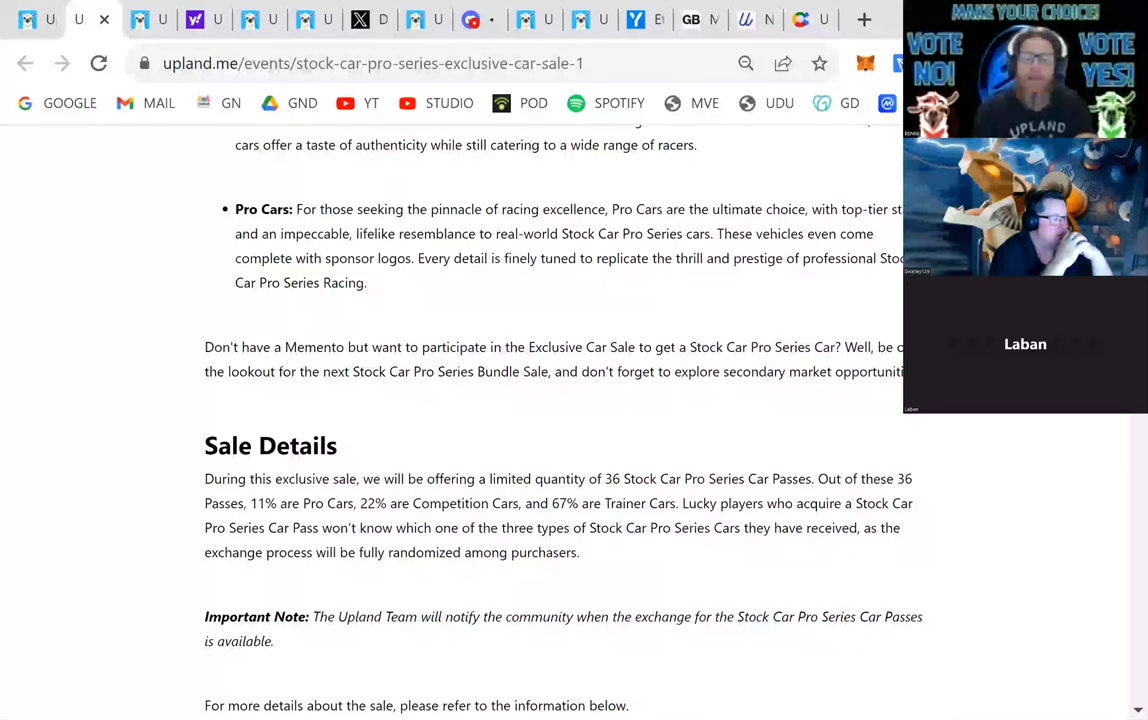 U
U
U
U
U
D
U
U
U
E
M
N
U
MAKE YOUR CHOICE!
VOTE NO!
VOTE YES!
UPLAND
upland.me/events/stock-car-pro-series-exclusive-car-sale-1
GOOGLE
MAIL
GN
GND
YT
STUDIO
POD
SPOTIFY
MVE
UDU
GD
cars offer a taste of authenticity while still catering to a wide range of racers.
• Pro Cars: For those seeking the pinnacle of racing excellence, Pro Cars are the ultimate choice, with top-tier
and an impeccable, lifelike resemblance to real-world Stock Car Pro Series cars. These vehicles even come
complete with sponsor logos. Every detail is finely tuned to replicate the thrill and prestige of professional
Car Pro Series Racing.
Don't have a Memento but want to participate in the Exclusive Car Sale to get a Stock Car Pro Series Car? Well, be
the lookout for the next Stock Car Pro Series Bundle Sale, and don't forget to explore secondary market
Laban
Laban
Sale Details
During this exclusive sale, we will be offering a limited quantity of 36 Stock Car Pro Series Car Passes. Out of these 36
Passes, 11% are Pro Cars, 22% are Competition Cars, and 67% are Trainer Cars. Lucky players who acquire a Stock Car
Pro Series Car Pass won't know which one of the three types of Stock Car Pro Series Cars they have received, as the
exchange process will be fully randomized among purchasers.
Important Note: The Upland Team will notify the community when the exchange for the Stock Car Pro Series Car Passes
is available.
For more details about the sale, please refer to the information below.